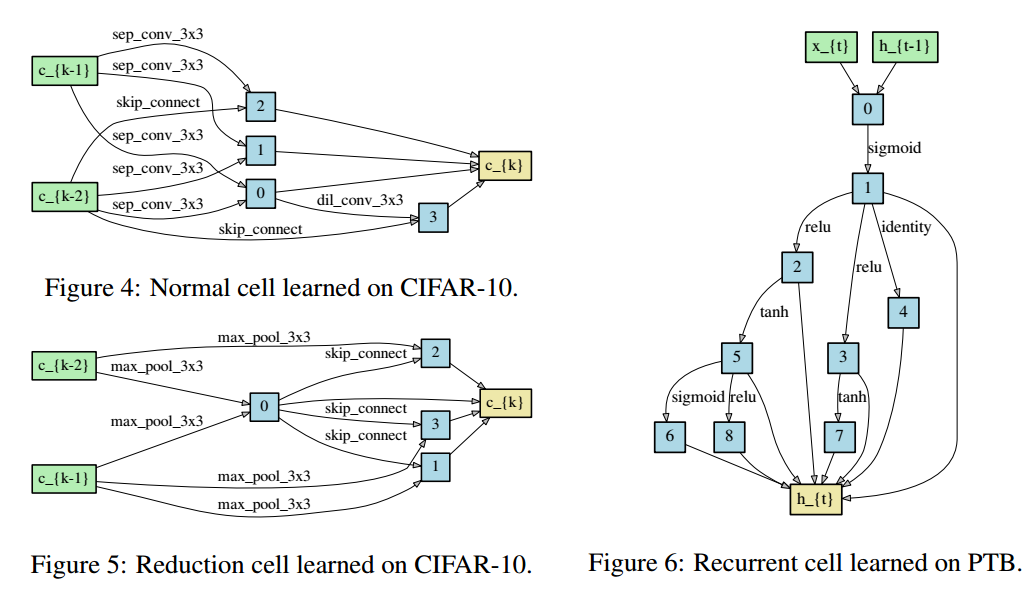 sep_conv_3x3
c_{k-1}
sep_conv_3x3
skip_connect
2
sep_conv_3x3
1
c_{k}
sep_conv_3x3
c_{k-2}
0
sep_conv_3x3
dil_conv_3x3
3
skip_connect
Figure 4: Normal cell learned on CIFAR-10.
max_pool_3x3
c_{k-2}
skip_connect
2
max_pool_3x3
0
skip_connect
c_{k}
max_pool_3x3
3
skip_connect
1
c_{k-1}
max_pool_3x3
max_pool_3x3
Figure 5: Reduction cell learned on CIFAR-10.
x_{t}
h_{t-1}
0
sigmoid
1
relu
identity
2
relu
tanh
4
5
3
sigmoid
relu
tanh
6
8
7
h_{t}
Figure 6: Recurrent cell learned on PTB.